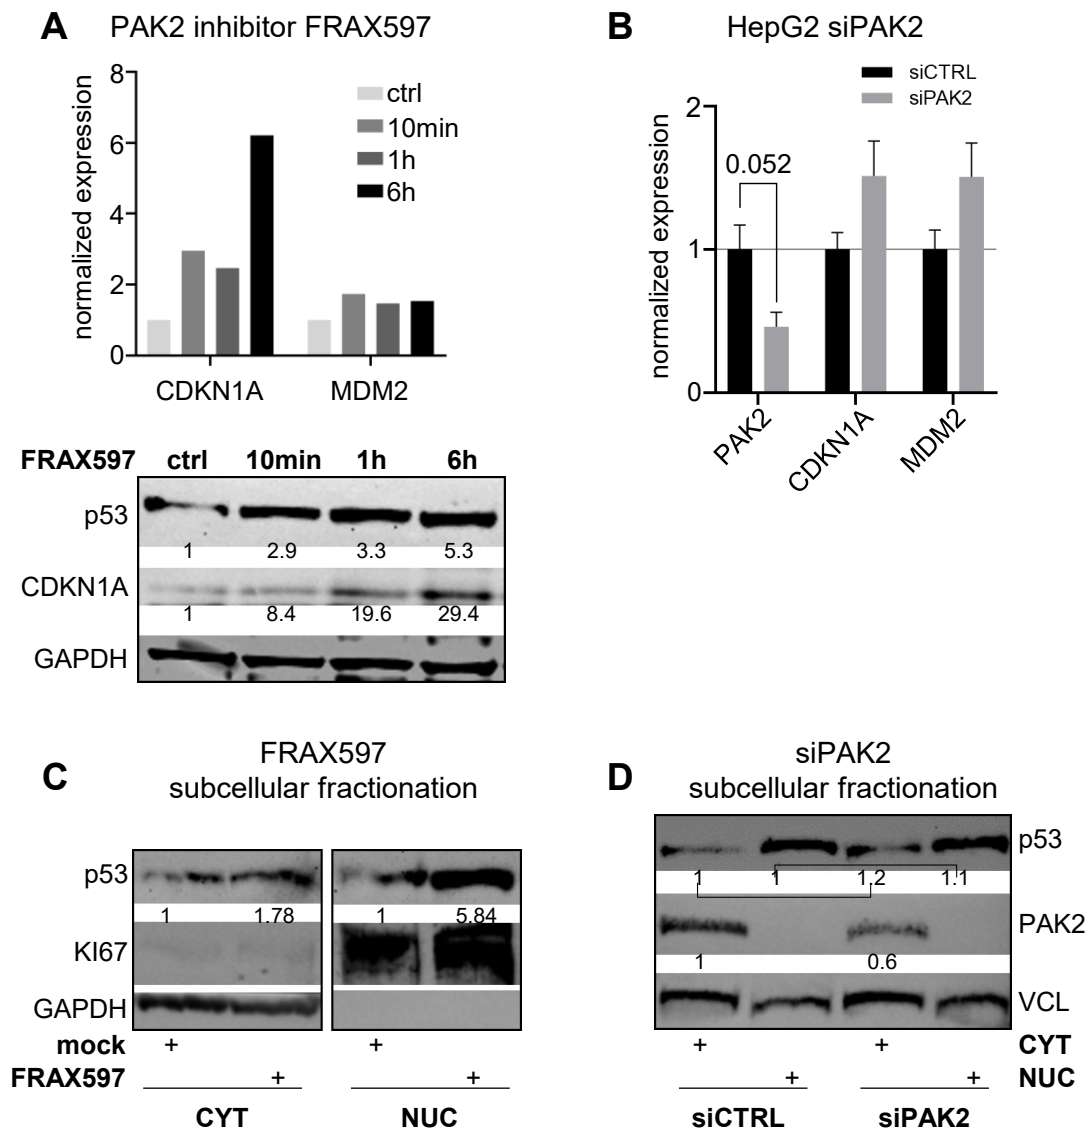 A
PAK2 inhibitor FRAX597
normalized expression
8
6
4
2
0
ctrl
10min
1h
6h
CDKN1A
MDM2
FRAX597 ctrl 10min 1h 6h
p53
1 2.9 3.3 5.3
CDKN1A
1 8.4 19.6 29.4
GAPDH
B
HepG2 siPAK2
siCTRL
siPAK2
normalized expression
2
1
0
0.052
PAK2
CDKN1A
MDM2
C
FRAX597
subcellular fractionation
p53
1 1.78 1 5.84
KI67
GAPDH
mock + +
FRAX597 + +
CYT NUC
D
siPAK2
subcellular fractionation
p53
1 1 1.2 1.1
PAK2
1 0.6
VCL
+ + CYT
+ + NUC
siCTRL siPAK2